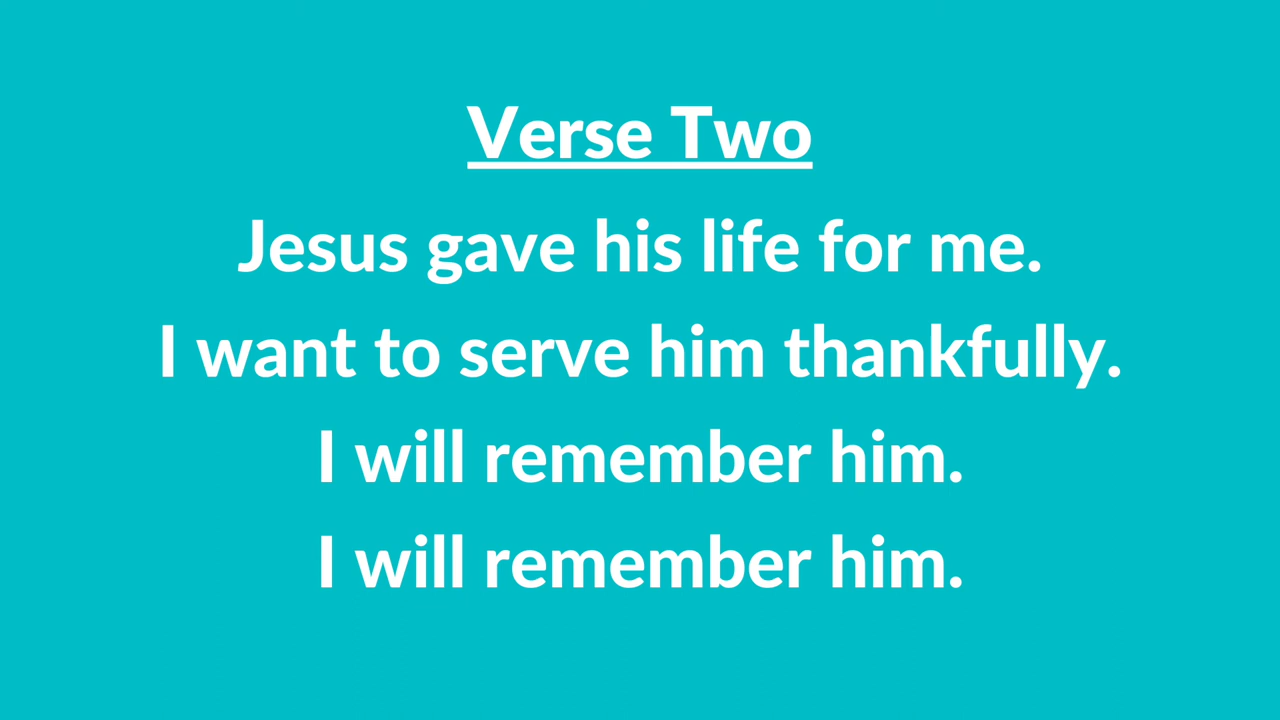 Verse Two
Jesus gave his life for me.
I want to serve him thankfully.
I will remember him.
I will remember him.